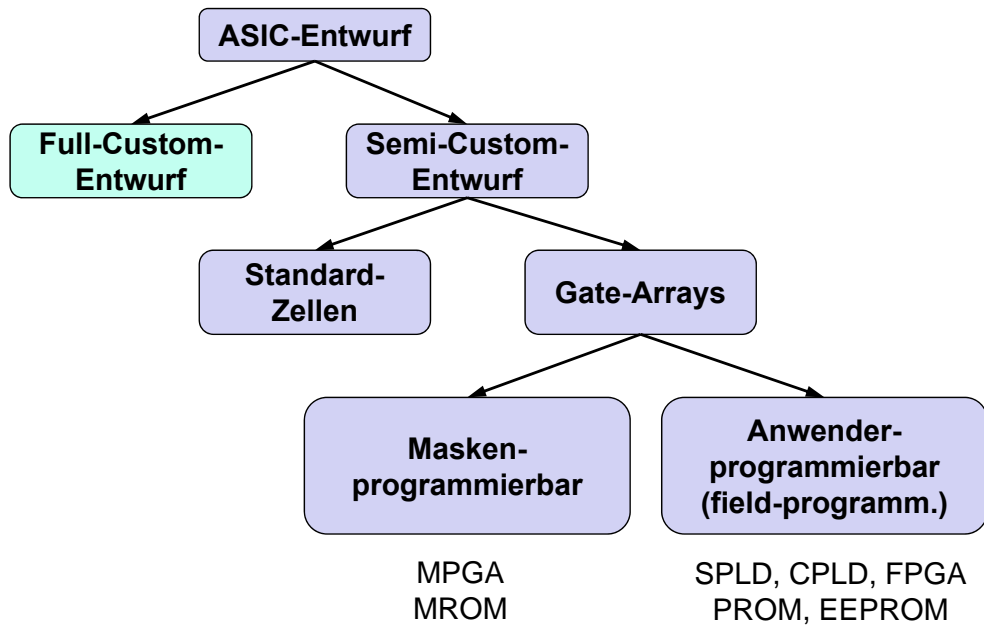 ASIC-Entwurf
Full-Custom-
Entwurf
Semi-Custom-
Entwurf
Standard-
Zellen
Gate-Arrays
Masken-
programmierbar
Anwender-
programmierbar
(field-programm.)
MPGA
MROM
SPLD, CPLD, FPGA
PROM, EEPROM